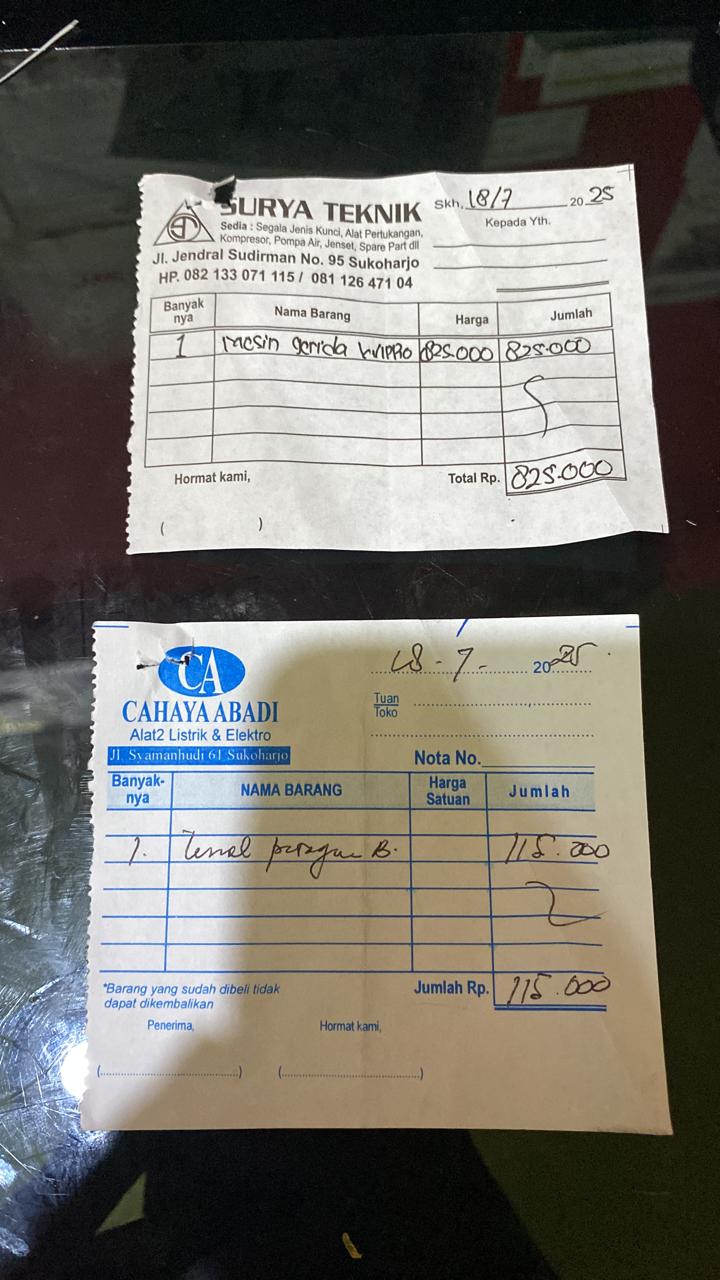 SURYA TEKNIK
Sedia : Segala Jenis Kunci, Alat Pertukangan,
Kompresor, Pompa Air, Jenset, Spare Part dll
Jl. Jendral Sudirman No. 95 Sukoharjo
HP. 082 133 071 115 / 081 126 471 04
Skh, 18/7 20 25
Kepada Yth.
Banyak nya Nama Barang Harga Jumlah
1 mesin gerida WIPRO 825.000 825.000
Hormat kami, Total Rp. 825.000
( )
CA
CAHAYA ABADI
Alat2 Listrik & Elektro
Jl. Syamanhudi 61 Sukoharjo
18 - 7 - 20 25
Tuan
Toko
Nota No.
Banyak-nya NAMA BARANG Harga Satuan Jumlah
1. B. 115.000
*Barang yang sudah dibeli tidak
dapat dikembalikan
Jumlah Rp. 115.000
Penerima, Hormat kami,
(..............................) (..............................)